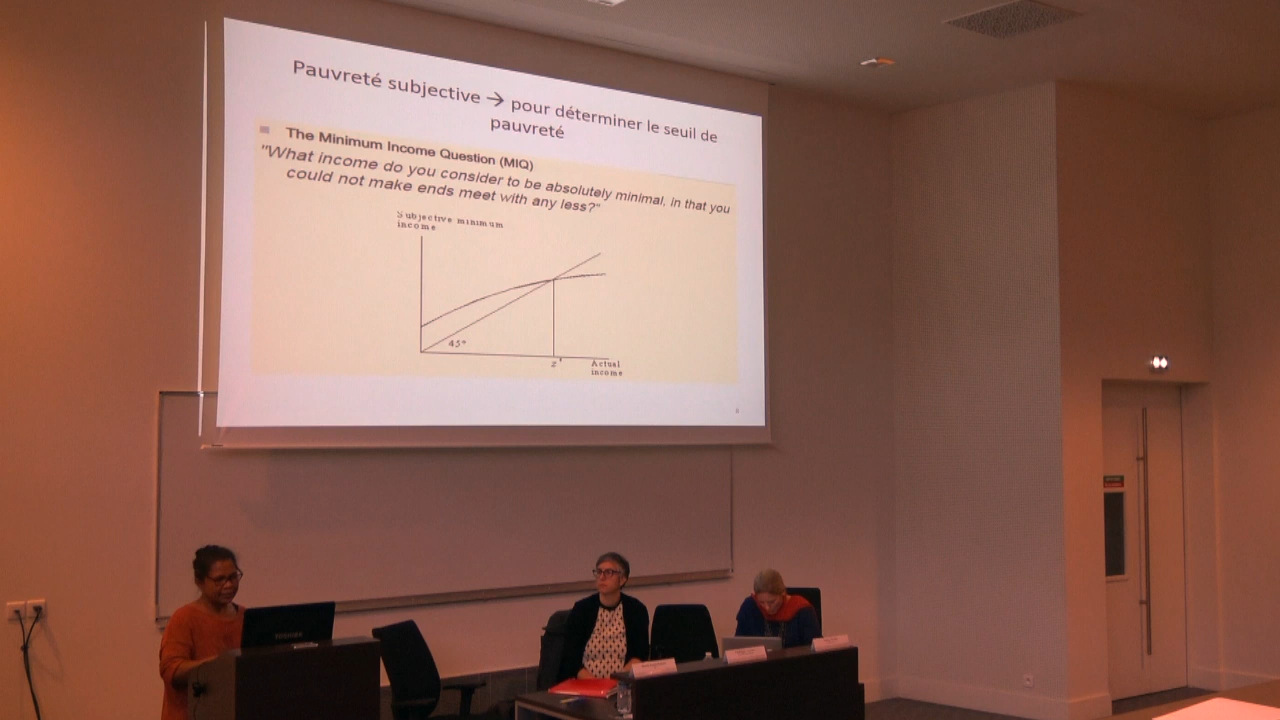 Pauvreté subjective → pour déterminer le seuil de
pauvreté
The Minimum Income Question (MIQ)
"What income do you consider to be absolutely minimal, in that you
could not make ends meet with any less?"
Subjective minimum
income
45°
z*
Actual
income
TOSHIBA